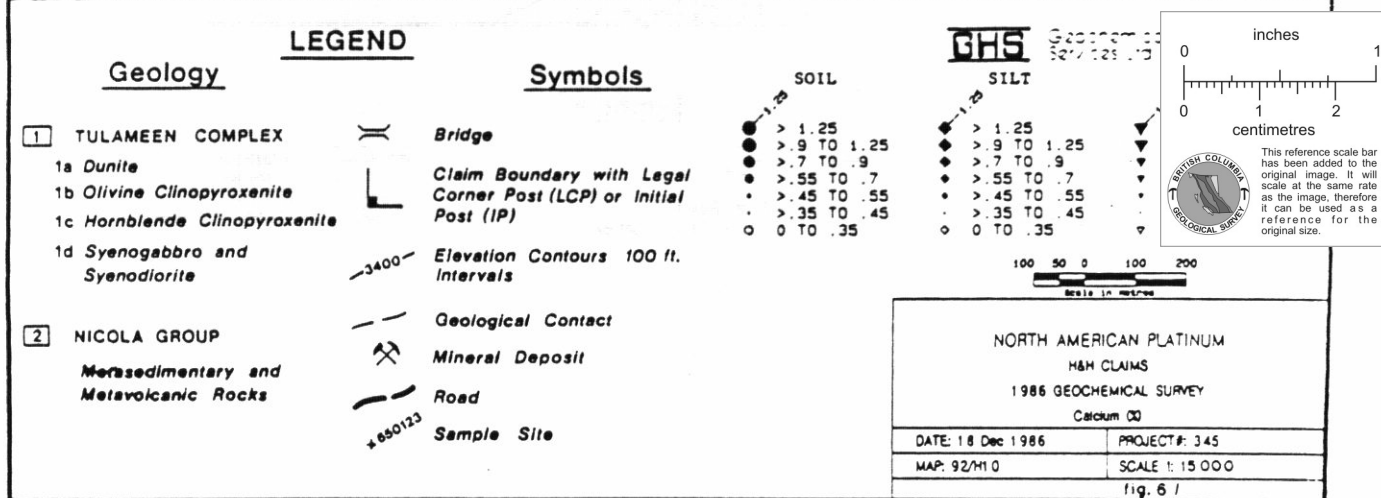 LEGEND
Geology
1 TULAMEEN COMPLEX
1a Dunite
1b Olivine Clinopyroxenite
1c Hornblende Clinopyroxenite
1d Syenogabbro and
Syenodiorite
2 NICOLA GROUP
Metasedimentary and
Metavolcanic Rocks
Symbols
Bridge
Claim Boundary with Legal
Corner Post (LCP) or Initial
Post (IP)
3400
Elevation Contours 100 ft.
Intervals
Geological Contact
Mineral Deposit
Road
x 650123
Sample Site
GHS
SOIL
1.25
> 1.25
>.9 TO 1.25
>.7 TO .9
>.55 TO .7
>.45 TO .55
>.35 TO .45
0 TO .35
SILT
1.25
> 1.25
>.9 TO 1.25
>.7 TO .9
>.55 TO .7
>.45 TO .55
>.35 TO .45
0 TO .35
inches
0 1
0 1 2
centimetres
BRITISH COLUMBIA
GEOLOGICAL SURVEY
This reference scale bar
has been added to the
original image. It will
scale at the same rate
as the image, therefore
it can be used as a
reference for the
original size.
100 50 0 100 200
Scale in metres
NORTH AMERICAN PLATINUM
H&H CLAIMS
1986 GEOCHEMICAL SURVEY
Calcium (%)
DATE: 18 Dec 1986 PROJECT#: 345
MAP: 92/H10 SCALE 1: 15 000
fig. 6